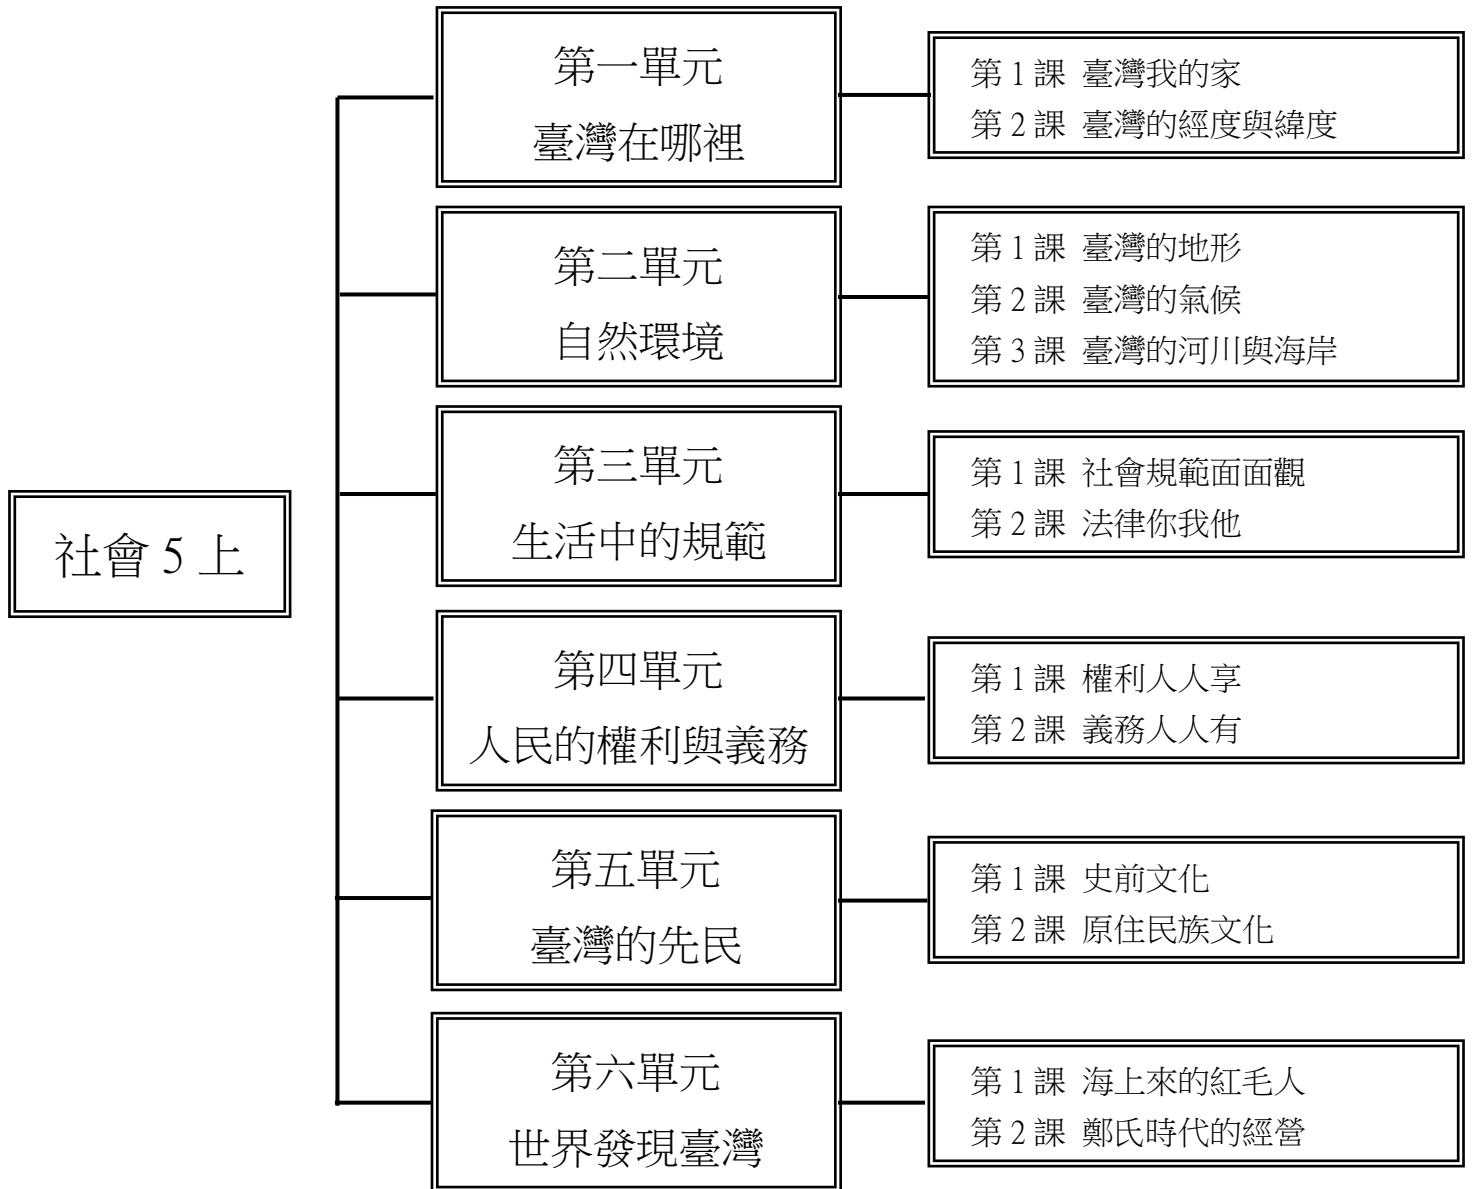 社會 5 上
第一單元
臺灣在哪裡
第 1 課 臺灣我的家
第 2 課 臺灣的經度與緯度
第二單元
自然環境
第 1 課 臺灣的地形
第 2 課 臺灣的氣候
第 3 課 臺灣的河川與海岸
第三單元
生活中的規範
第 1 課 社會規範面面觀
第 2 課 法律你我他
第四單元
人民的權利與義務
第 1 課 權利人人享
第 2 課 義務人人有
第五單元
臺灣的先民
第 1 課 史前文化
第 2 課 原住民族文化
第六單元
世界發現臺灣
第 1 課 海上來的紅毛人
第 2 課 鄭氏時代的經營